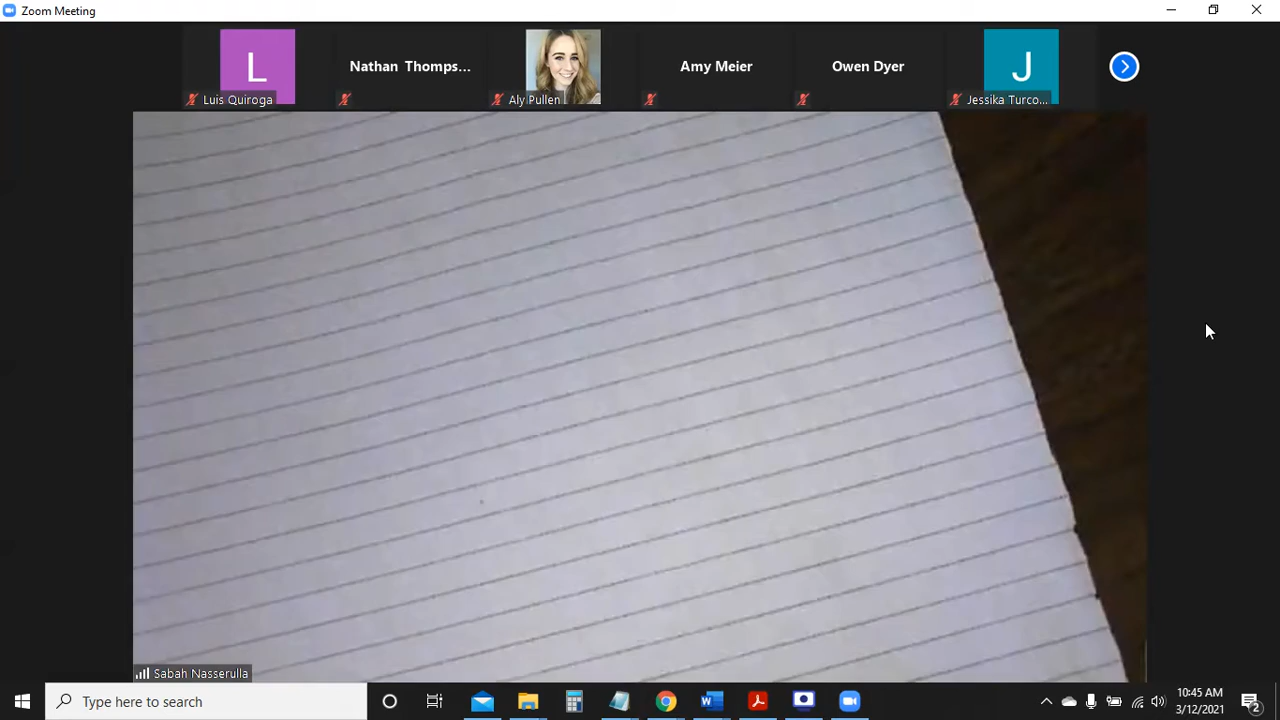 Zoom Meeting
L
Luis Quiroga
Nathan Thomps...
Aly Pullen
Amy Meier
Owen Dyer
J
Jessika Turco...
Sabah Nasserulla
Type here to search
W
10:45 AM
3/12/2021
2